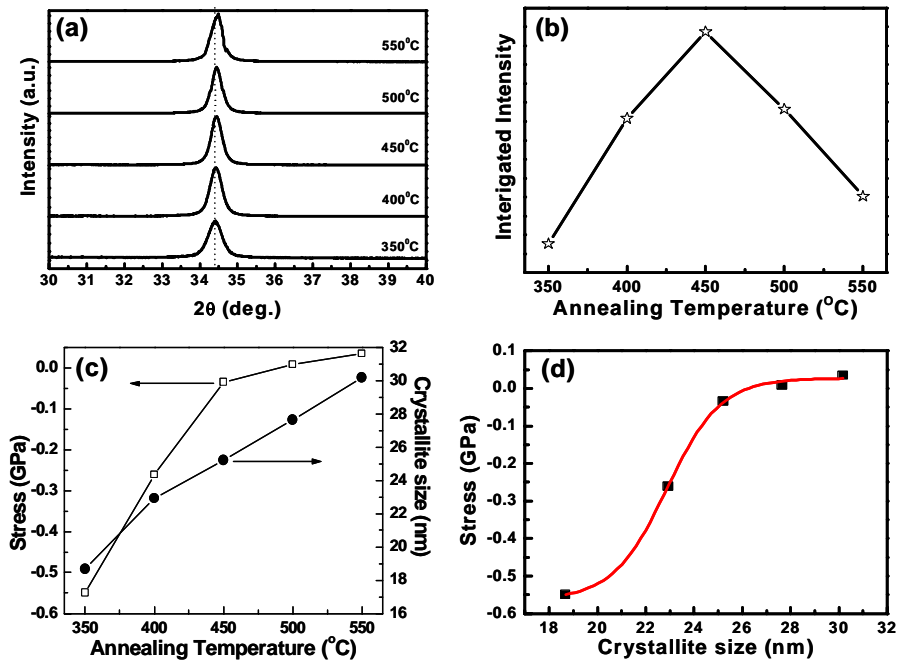 (a)
550°C
500°C
450°C
400°C
350°C
Intensity (a.u.)
30 31 32 33 34 35 36 37 38 39 40
2θ (deg.)
(b)
Interigated Intensity
350 400 450 500 550
Annealing Temperature (°C)
(c)
0.0
-0.1
-0.2
-0.3
-0.4
-0.5
-0.6
Stress (GPa)
32
30
28
26
24
22
20
18
16
Crystallite size (nm)
350 400 450 500 550
Annealing Temperature (°C)
(d)
0.1
0.0
-0.1
-0.2
-0.3
-0.4
-0.5
-0.6
Stress (GPa)
18 20 22 24 26 28 30 32
Crystallite size (nm)